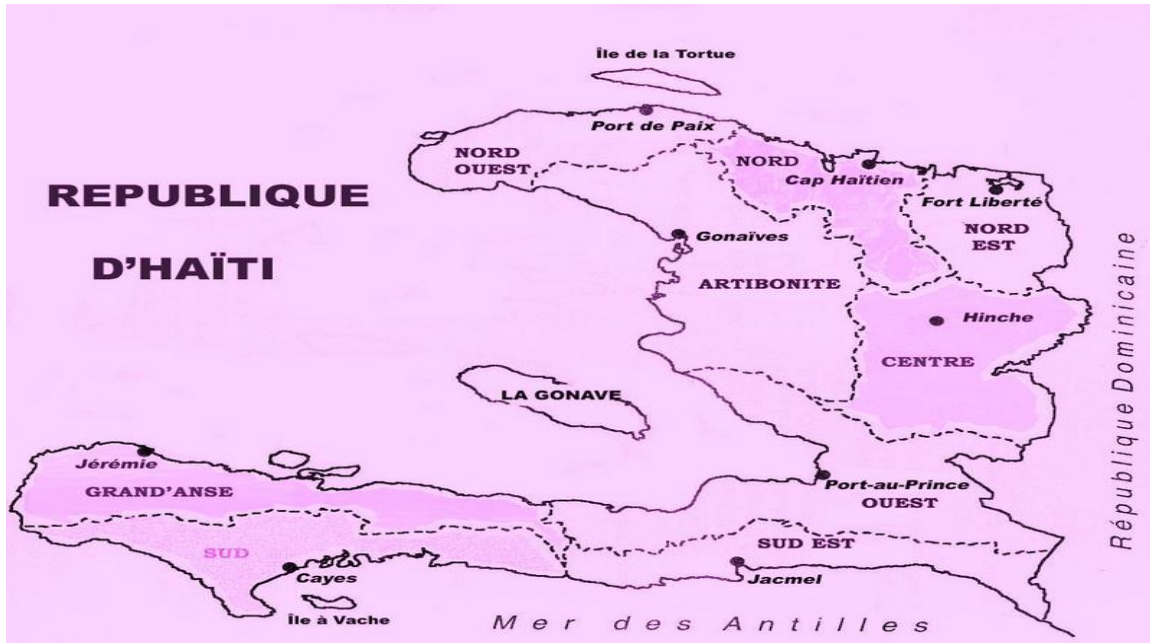 Île de la Tortue
Port de Paix
NORD
OUEST
NORD
Cap Haïtien
REPUBLIQUE
D'HAÏTI
Fort Liberté
NORD
EST
Gonaïves
ARTIBONITE
Hinche
CENTRE
République Dominicaine
LA GONAVE
Jérémie
GRAND'ANSE
Port-au-Prince
OUEST
SUD
SUD EST
Cayes
Jacmel
Île à Vache
Mer des Antilles